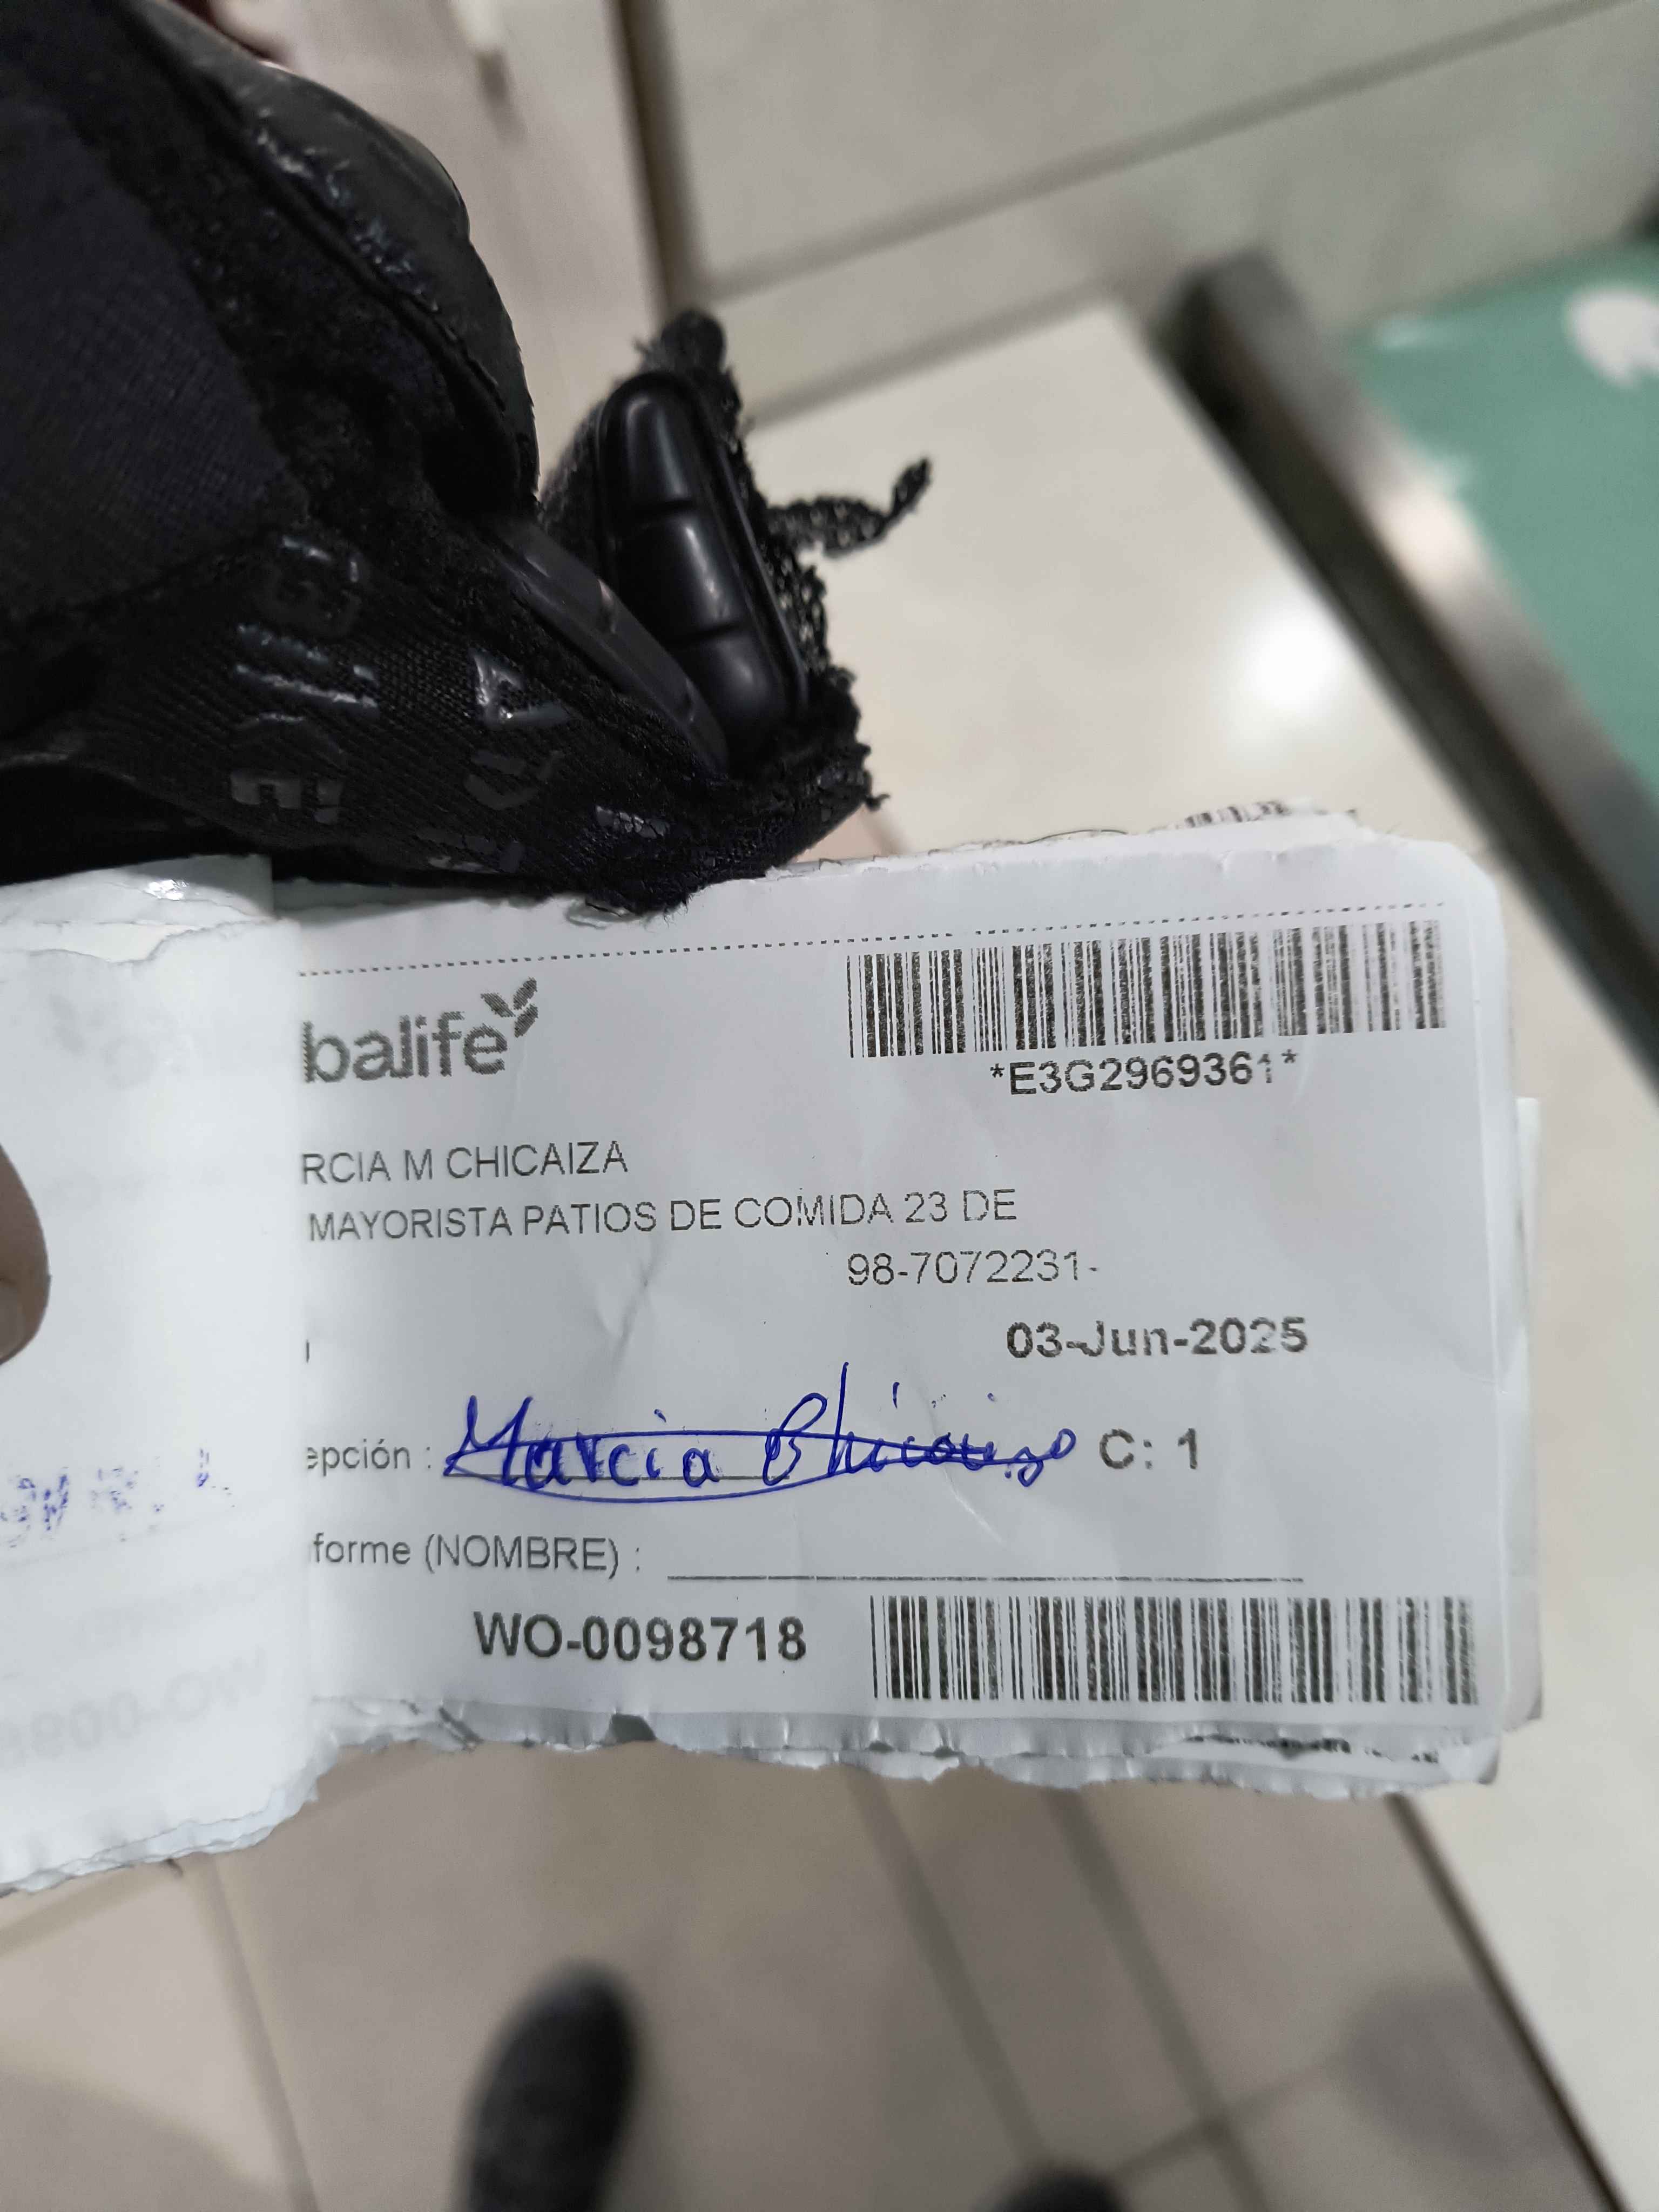 balife
*E3G2969361*
RCIA M CHICAIZA
MAYORISTA PATIOS DE COMIDA 23 DE
98-7072231-
03-Jun-2025
epción : Marcia Chicaiza C: 1
forme (NOMBRE) :
WO-0098718